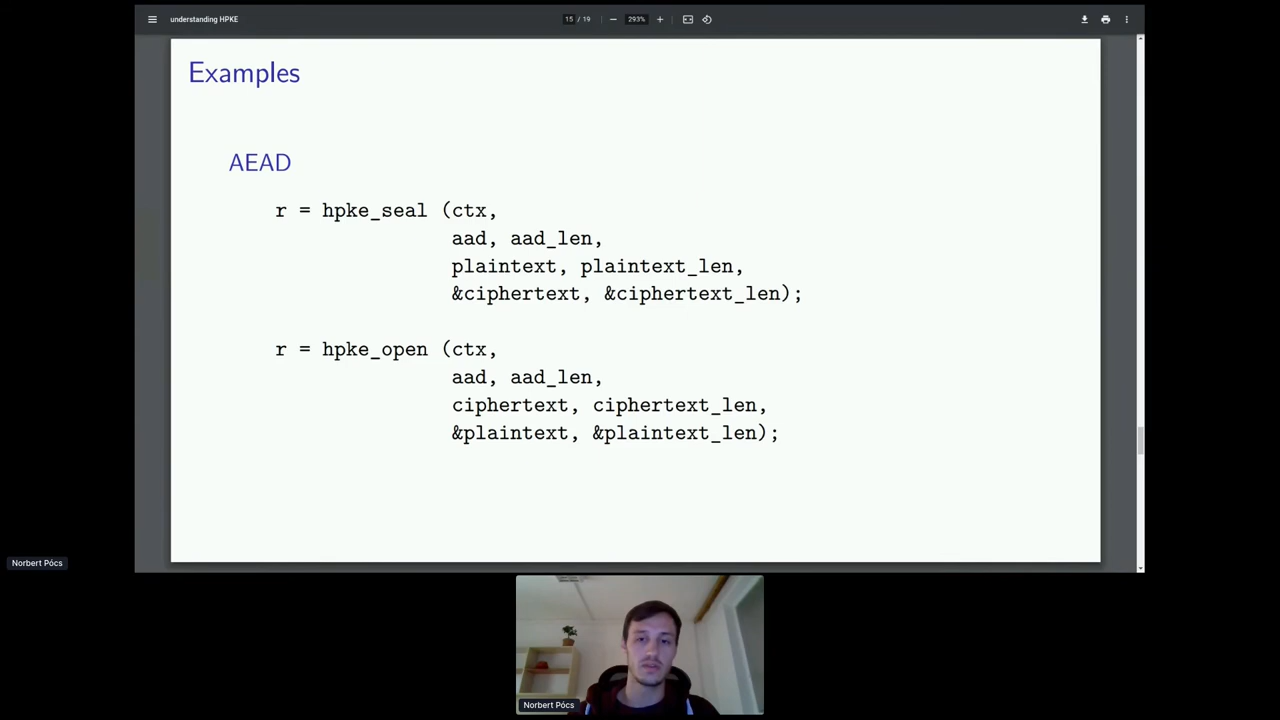 understanding HPKE
15 / 19
293%
Examples
AEAD
r = hpke_seal (ctx,
aad, aad_len,
plaintext, plaintext_len,
&ciphertext, &ciphertext_len);
r = hpke_open (ctx,
aad, aad_len,
ciphertext, ciphertext_len,
&plaintext, &plaintext_len);
Norbert Pócs
Norbert Pócs